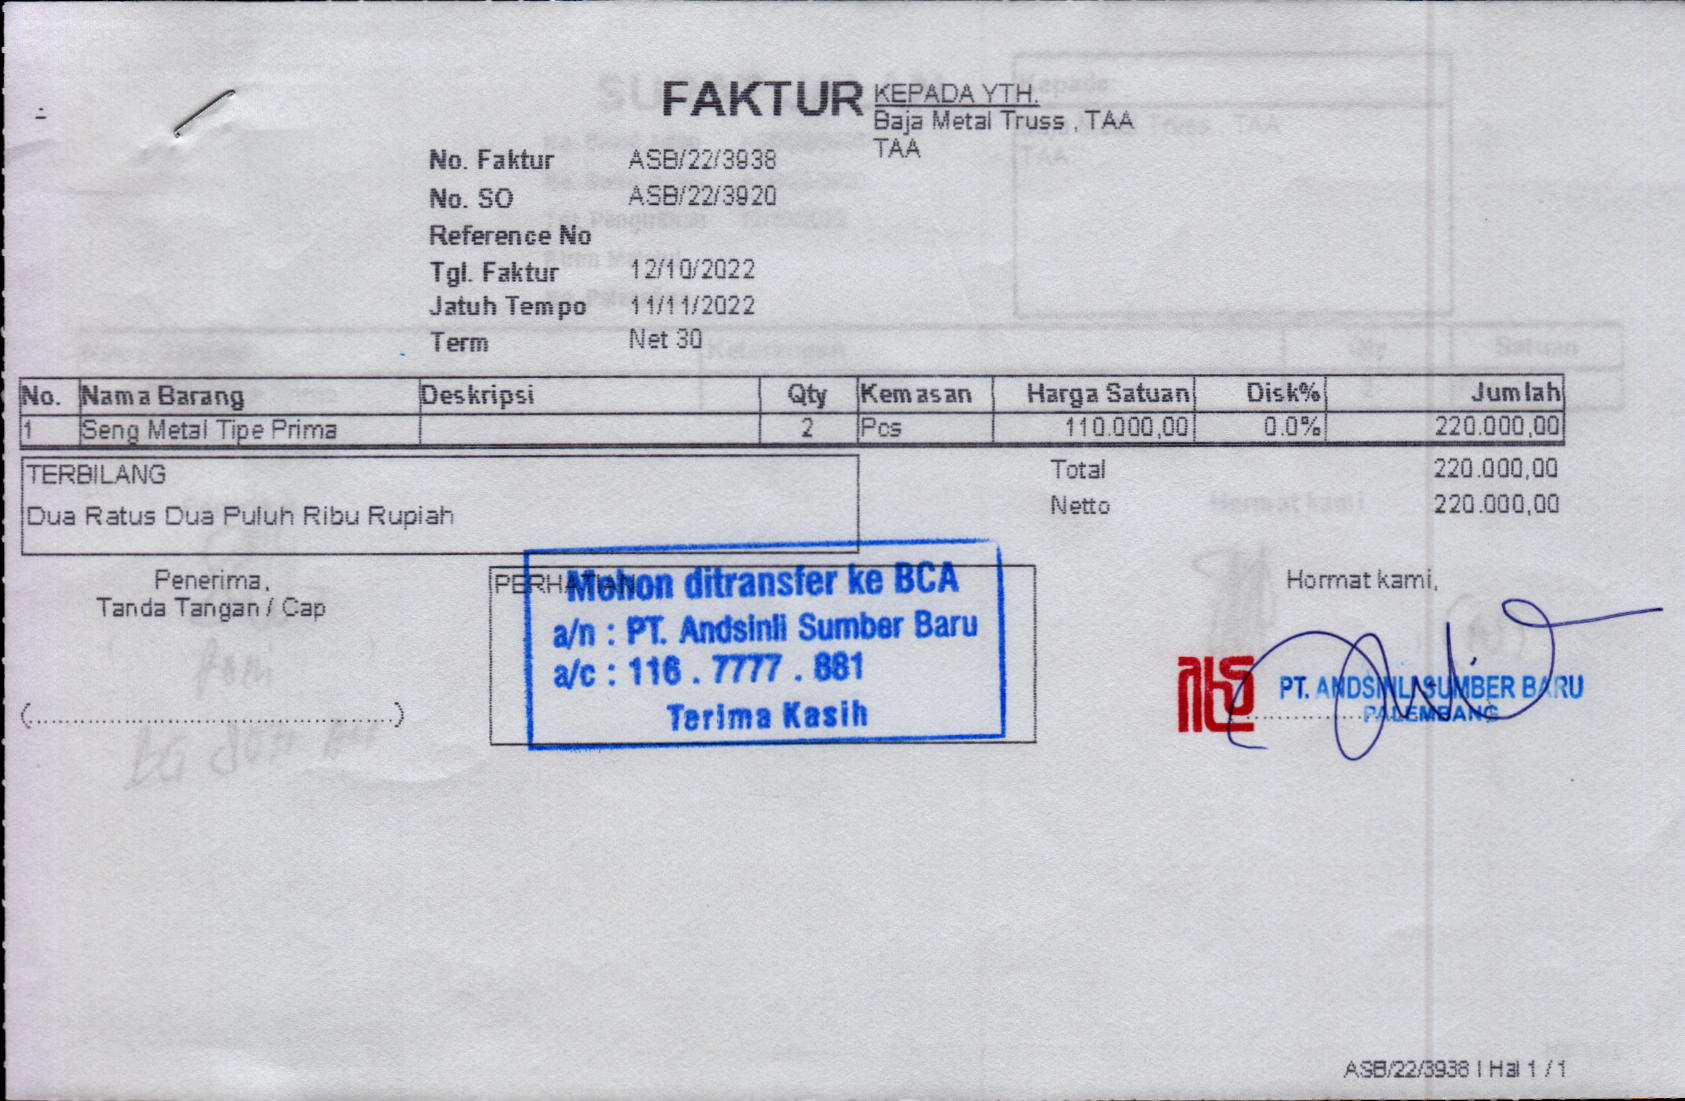 FAKTUR
KEPADA YTH.
Baja Metal Truss , TAA
TAA
No. Faktur ASB/22/3938
No. SO ASB/22/3920
Reference No
Tgl. Faktur 12/10/2022
Jatuh Tempo 11/11/2022
Term Net 30
No. Nama Barang Deskripsi Qty Kemasan Harga Satuan Disk% Jumlah
1 Seng Metal Tipe Prima 2 Pcs 110.000,00 0.0% 220.000,00
TERBILANG
Dua Ratus Dua Puluh Ribu Rupiah
Total 220.000,00
Netto 220.000,00
Penerima,
Tanda Tangan / Cap
(..................................................)
PERHATIAN
Mohon ditransfer ke BCA
a/n : PT. Andsinli Sumber Baru
a/c : 116 . 7777 . 881
Terima Kasih
Hormat kami,
PT. ANDSINLI SUMBER BARU
PALEMBANG
ASB/22/3938 | Hal 1 / 1